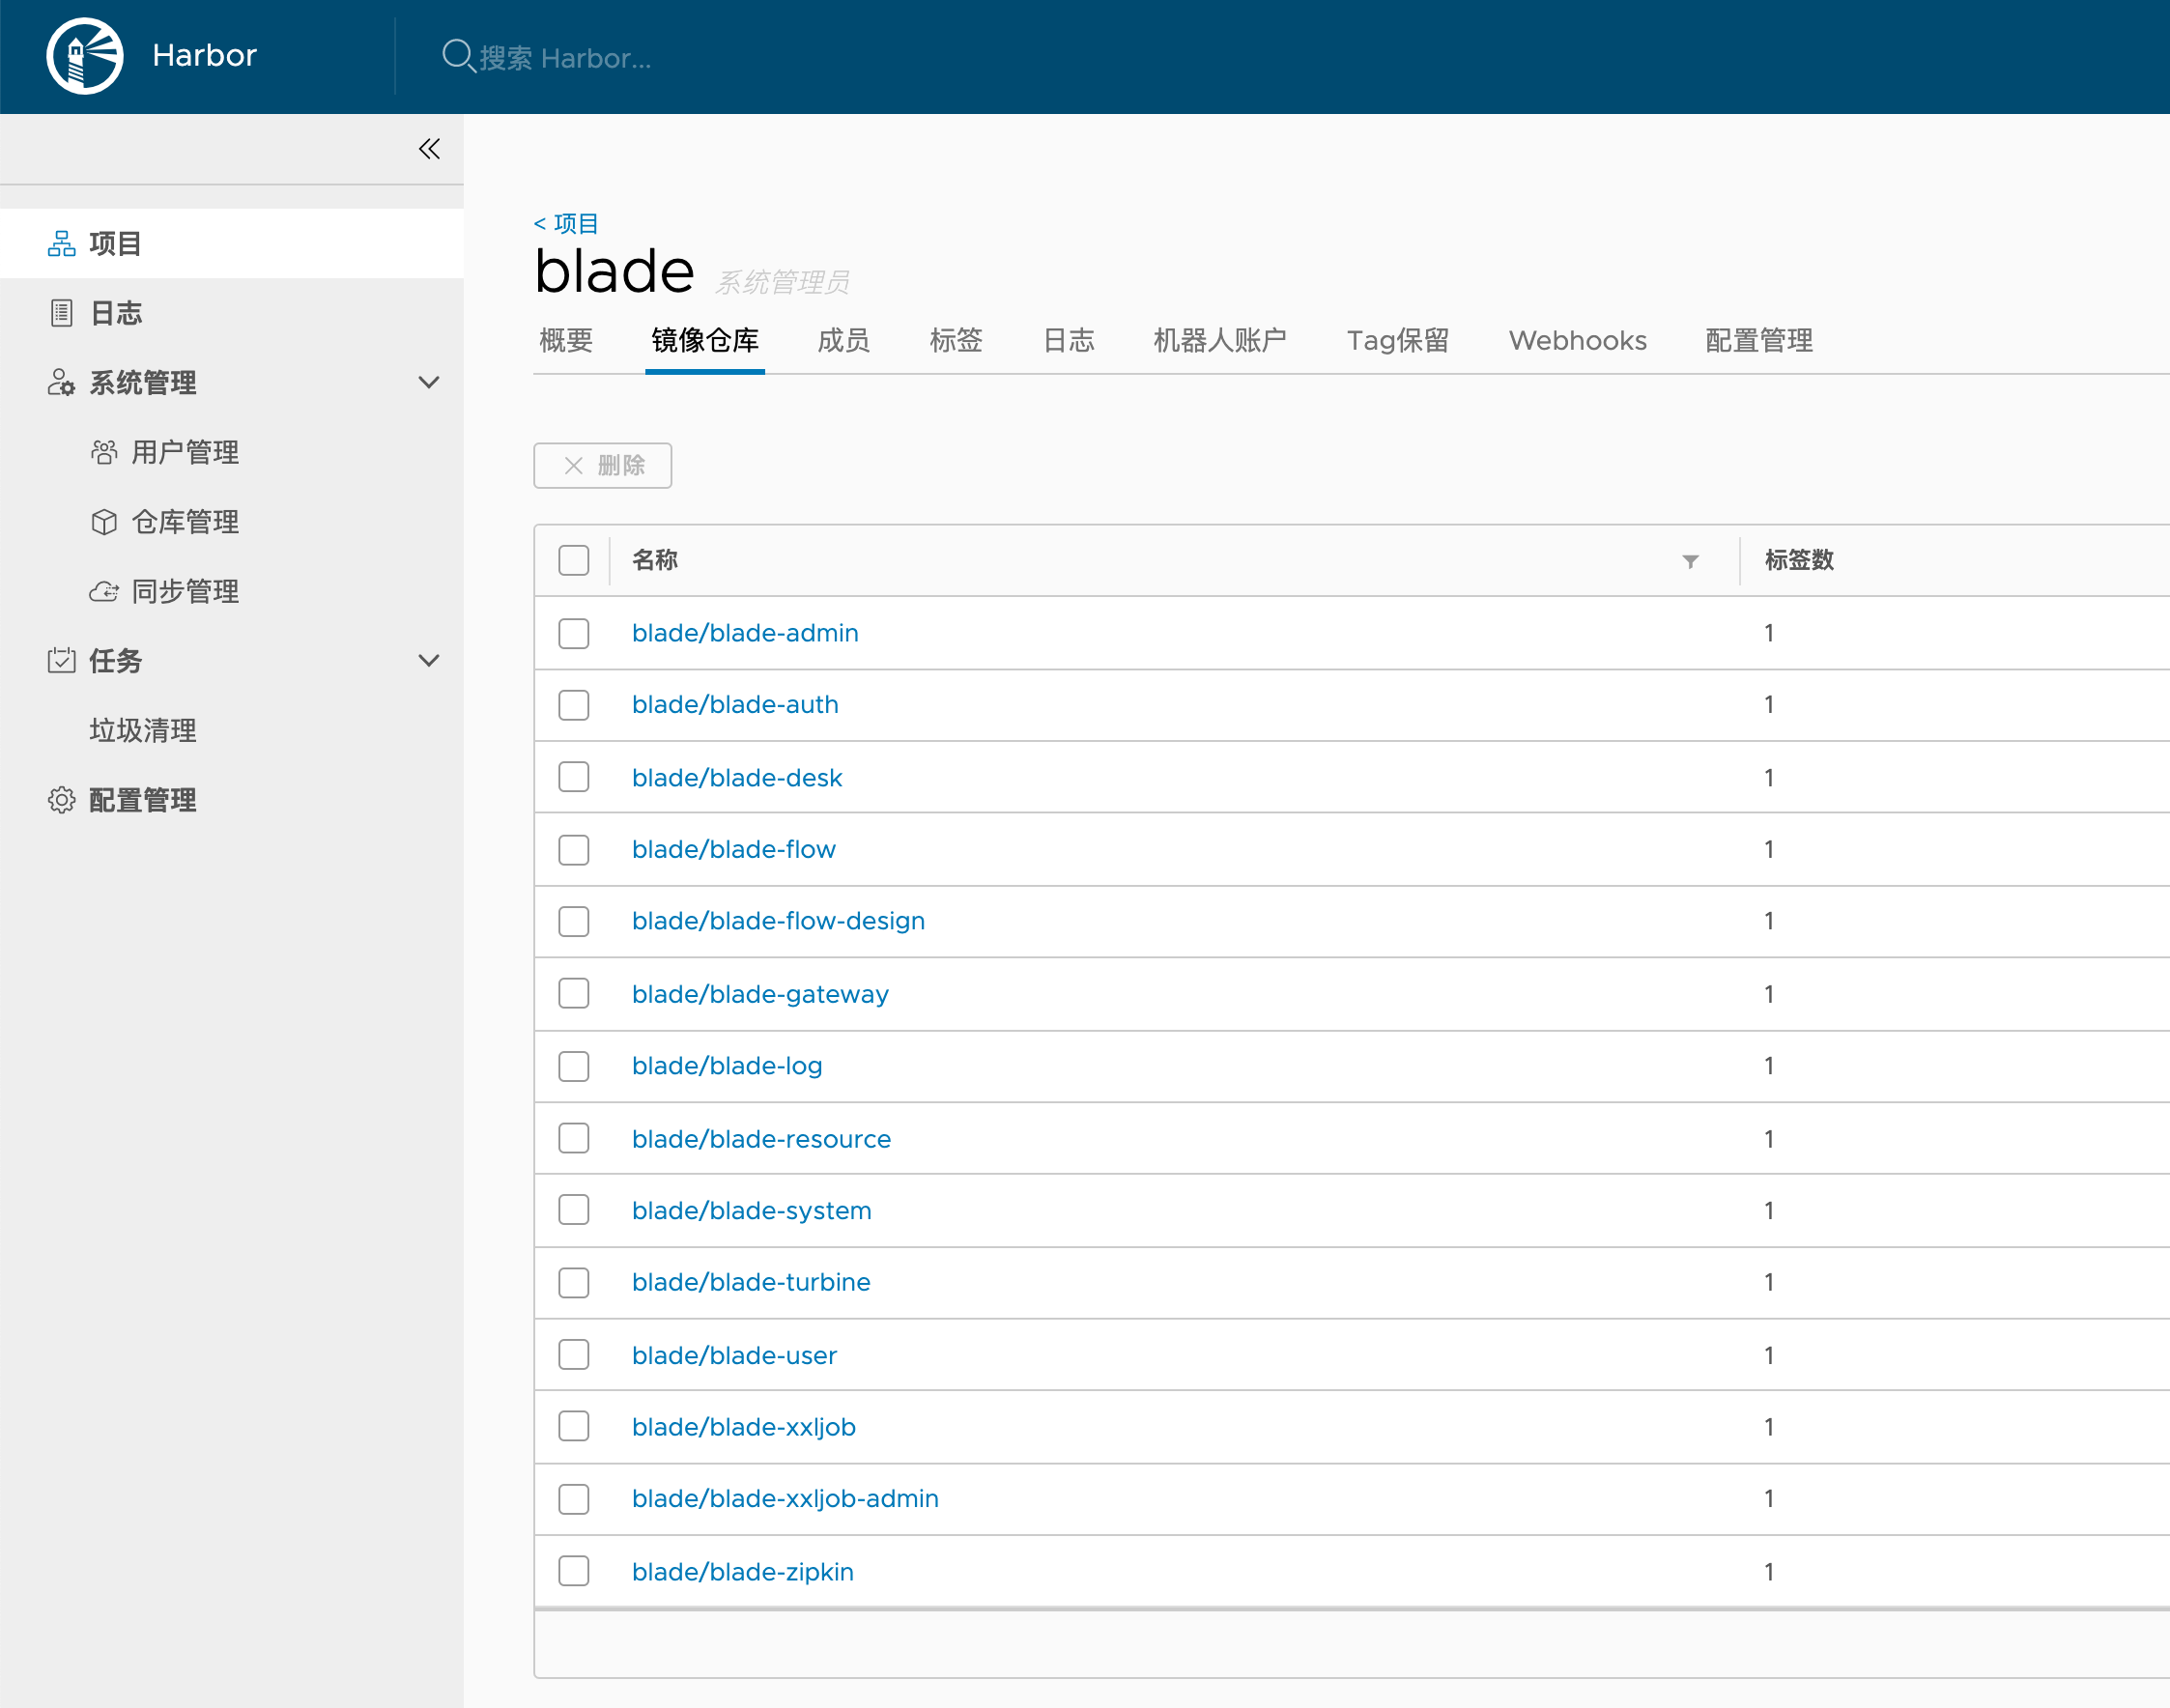 Harbor
搜索 Harbor...
项目
日志
系统管理
用户管理
仓库管理
同步管理
任务
垃圾清理
配置管理
< 项目
blade 系统管理员
概要 镜像仓库 成员 标签 日志 机器人账户 Tag保留 Webhooks 配置管理
删除
名称 标签数
blade/blade-admin 1
blade/blade-auth 1
blade/blade-desk 1
blade/blade-flow 1
blade/blade-flow-design 1
blade/blade-gateway 1
blade/blade-log 1
blade/blade-resource 1
blade/blade-system 1
blade/blade-turbine 1
blade/blade-user 1
blade/blade-xxljob 1
blade/blade-xxljob-admin 1
blade/blade-zipkin 1